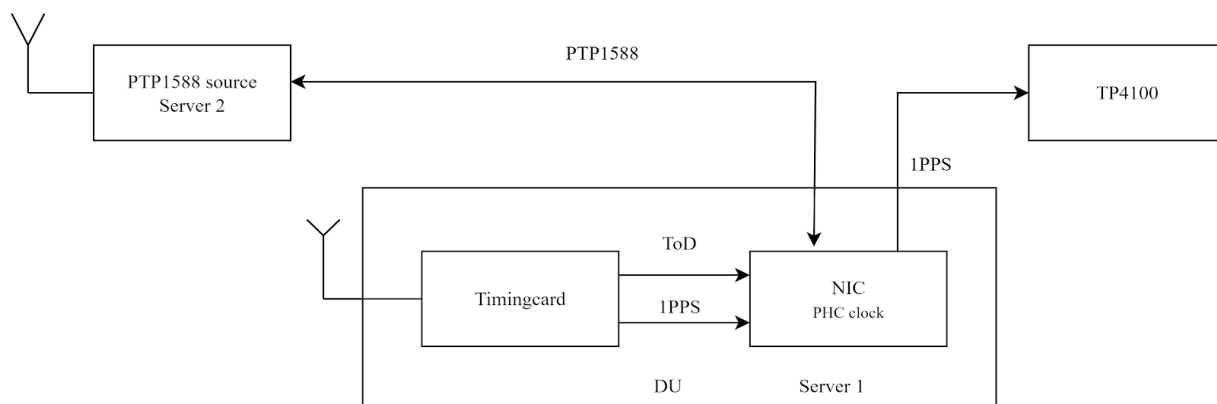 PTP1588
PTP1588 source
Server 2
TP4100
1PPS
ToD
Timingcard
NIC
PHC clock
1PPS
DU
Server 1